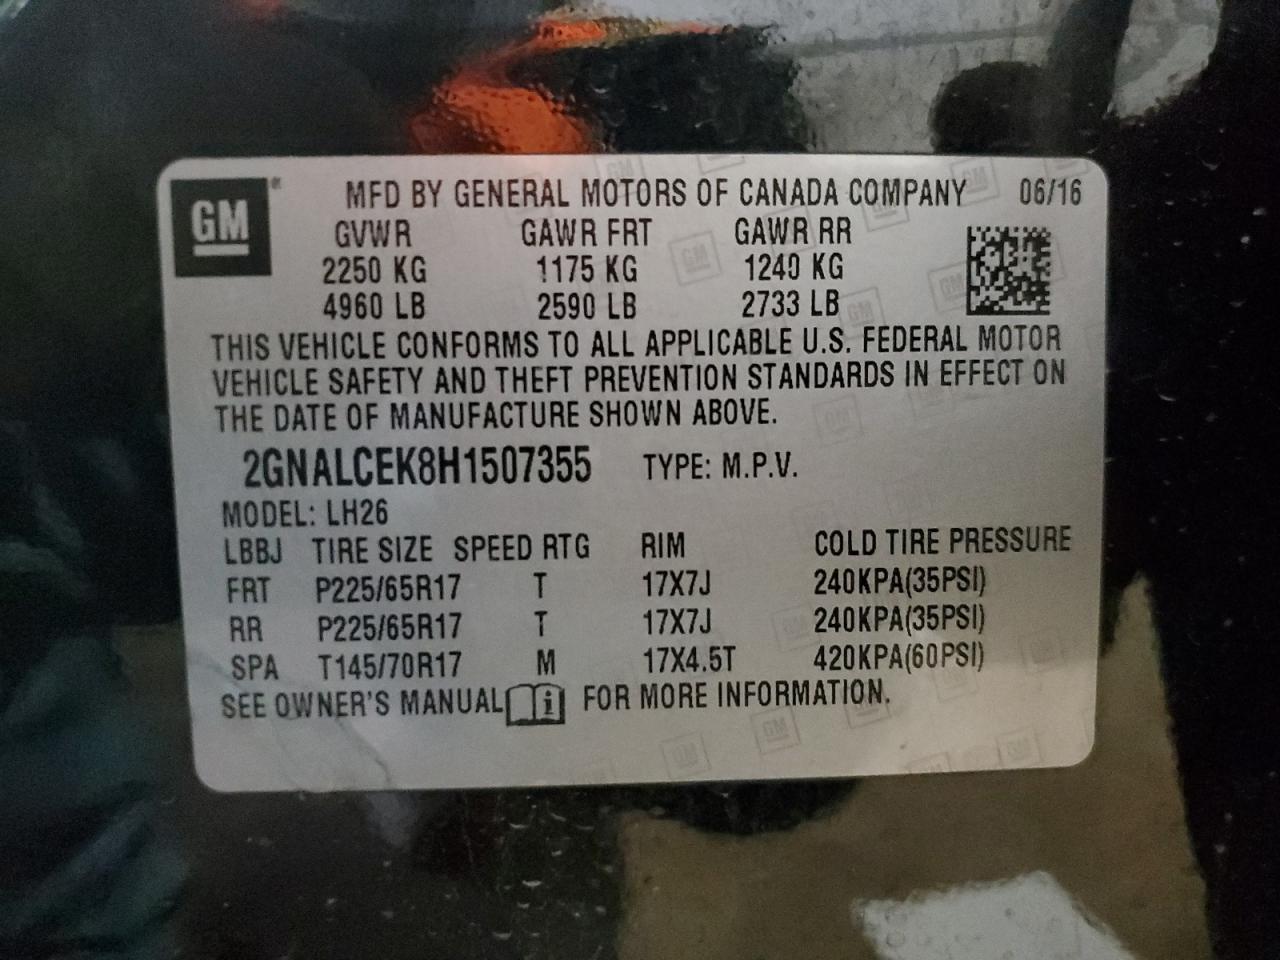 GM ® MFD BY GENERAL MOTORS OF CANADA COMPANY 06/16
GVWR GAWR FRT GAWR RR
2250 KG 1175 KG 1240 KG
4960 LB 2590 LB 2733 LB
THIS VEHICLE CONFORMS TO ALL APPLICABLE U.S. FEDERAL MOTOR
VEHICLE SAFETY AND THEFT PREVENTION STANDARDS IN EFFECT ON
THE DATE OF MANUFACTURE SHOWN ABOVE.
2GNALCEK8H1507355 TYPE: M.P.V.
MODEL: LH26
LBBJ TIRE SIZE SPEED RTG RIM COLD TIRE PRESSURE
FRT P225/65R17 T 17X7J 240KPA(35PSI)
RR P225/65R17 T 17X7J 240KPA(35PSI)
SPA T145/70R17 M 17X4.5T 420KPA(60PSI)
SEE OWNER'S MANUAL i FOR MORE INFORMATION.